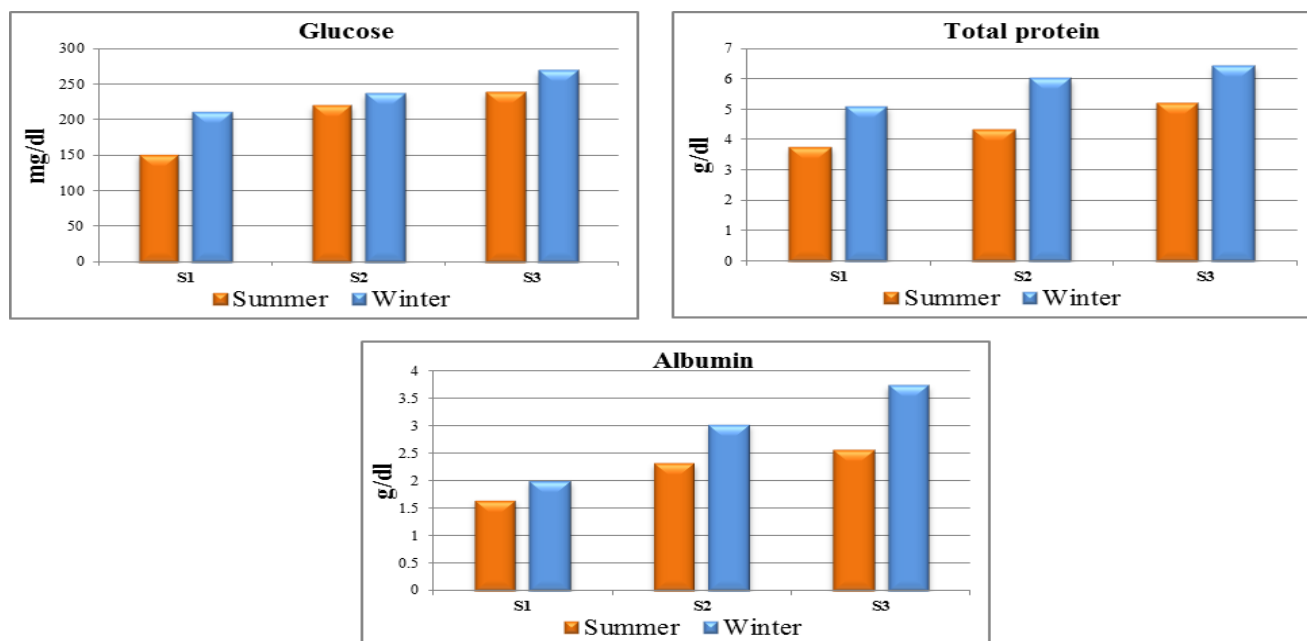 Glucose
mg/dl
300
250
200
150
100
50
0
S1 S2 S3
Summer Winter
Total protein
g/dl
7
6
5
4
3
2
1
0
S1 S2 S3
Summer Winter
Albumin
g/dl
4
3.5
3
2.5
2
1.5
1
0.5
0
S1 S2 S3
Summer Winter